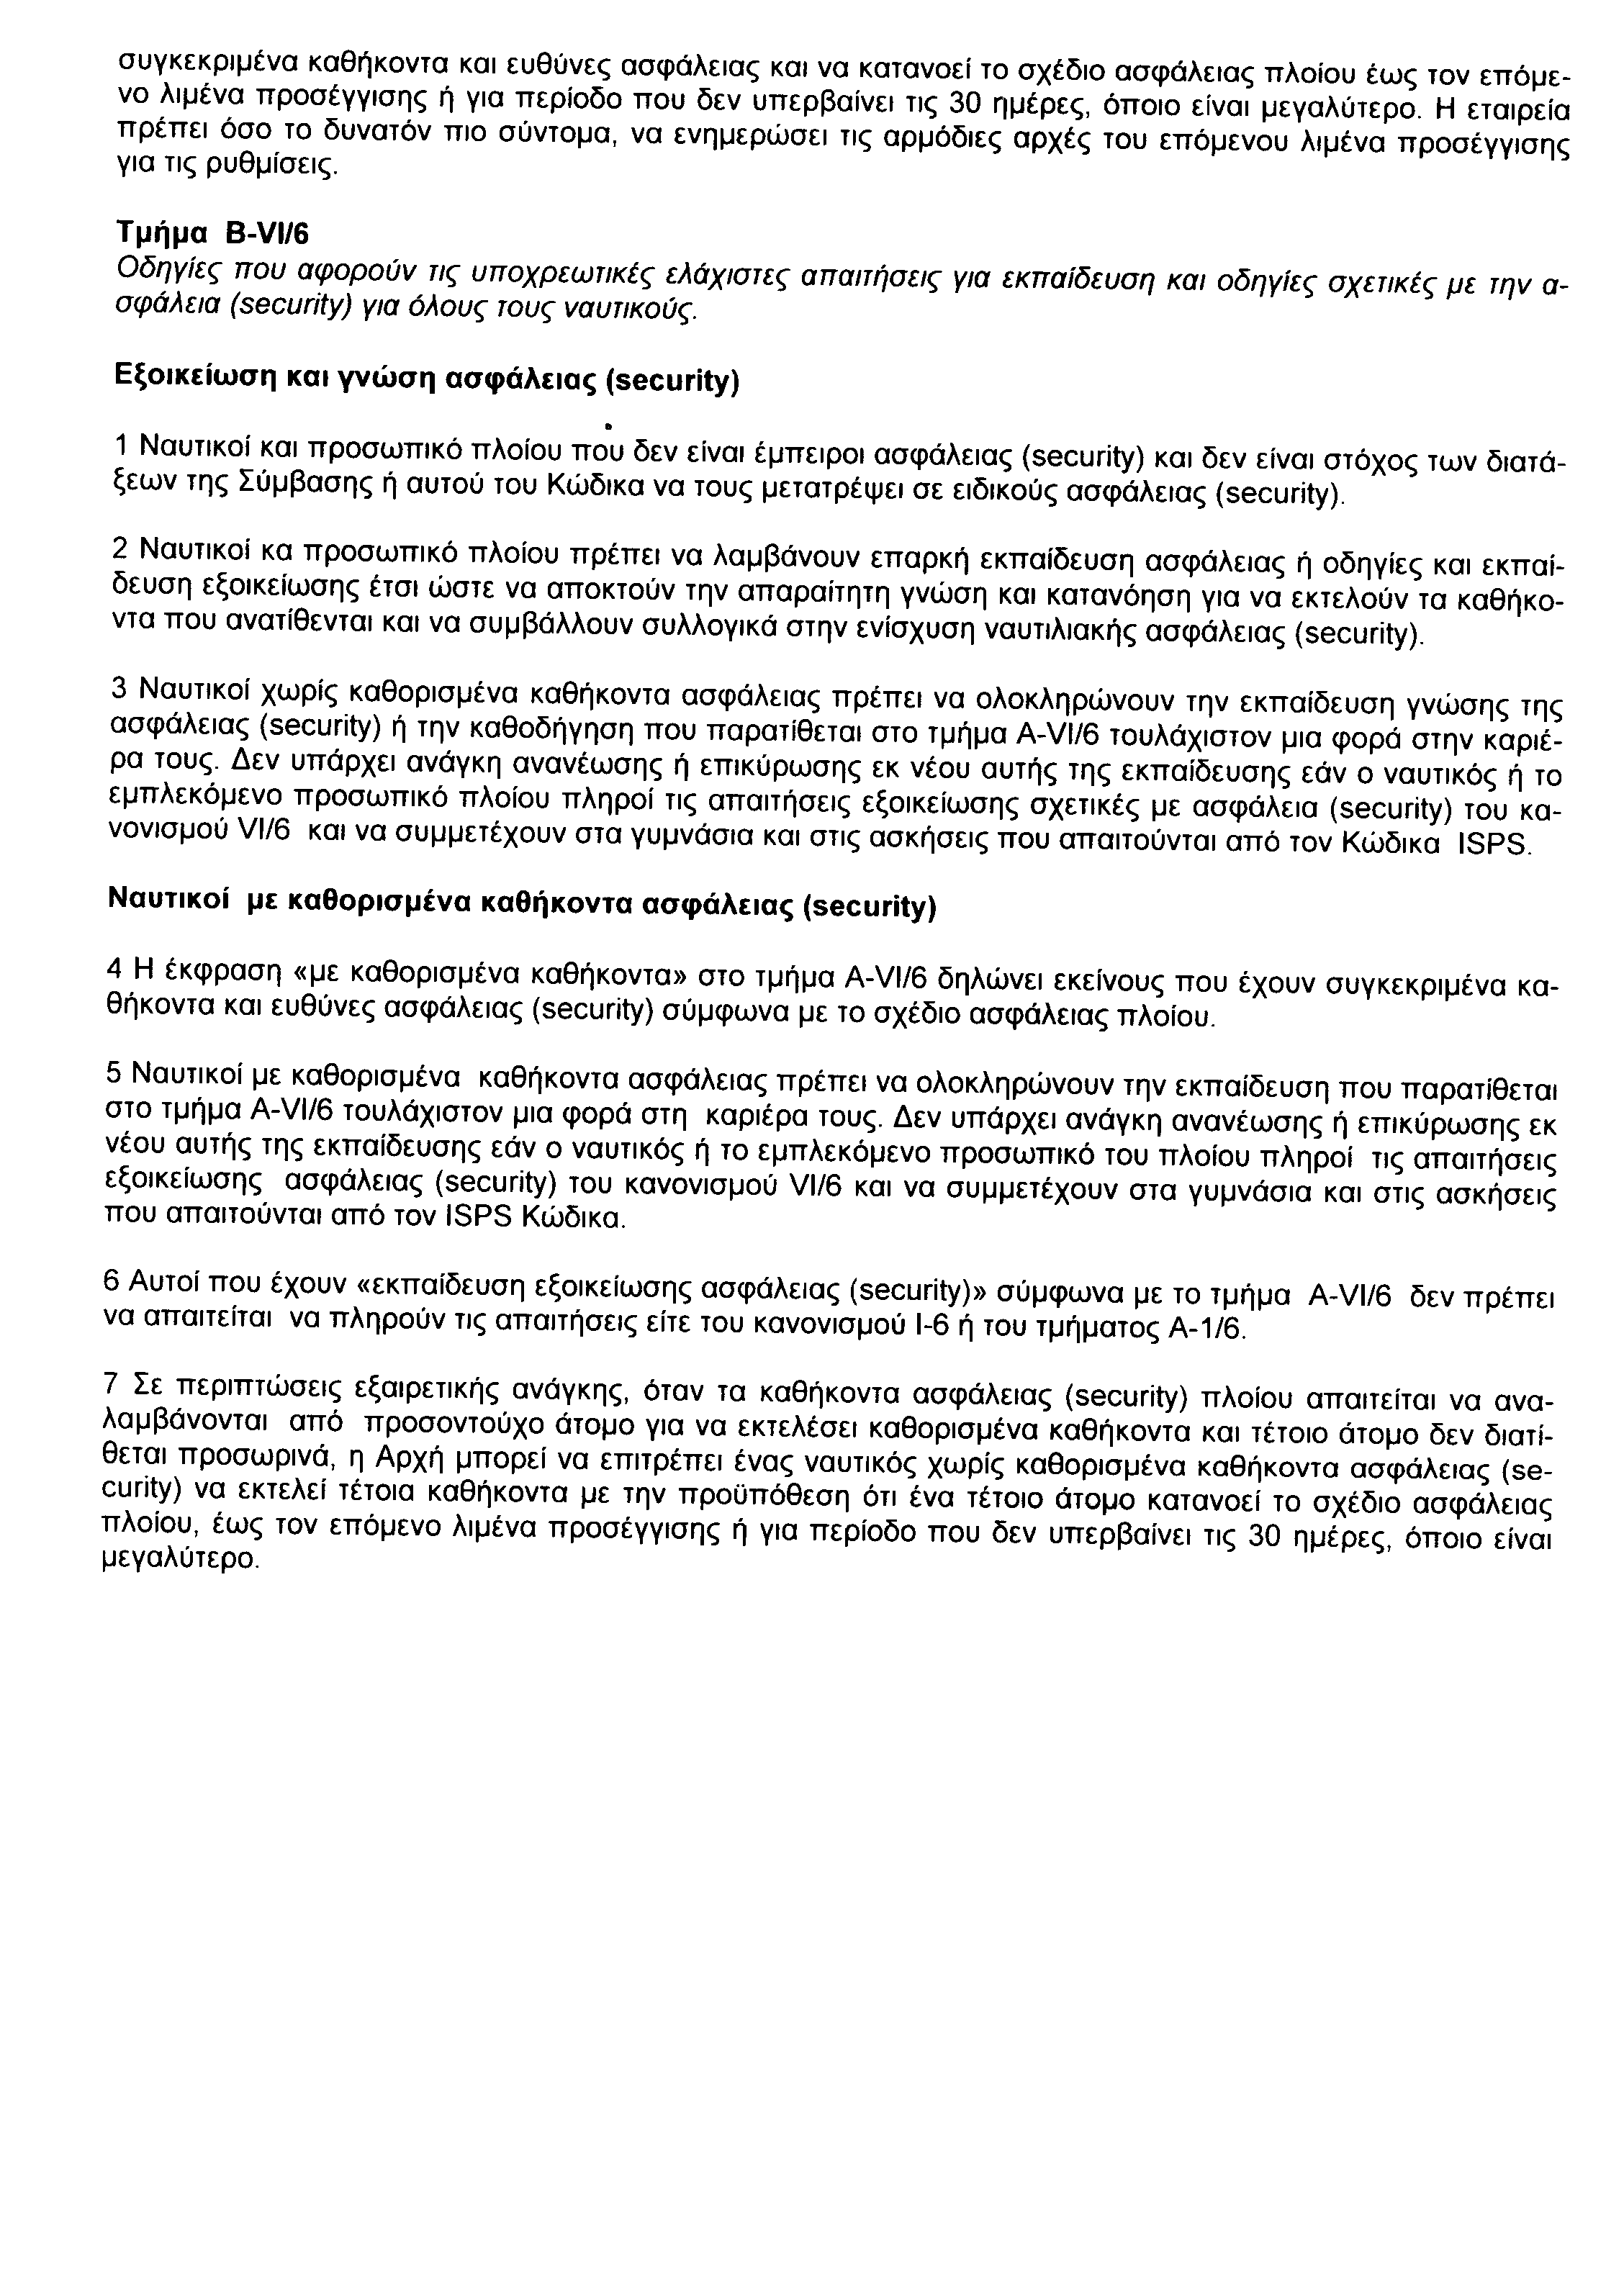 συγκεκριμένα καθήκοντα και ευθύνες ασφάλειας και να κατανοεί το σχέδιο ασφάλειας πλοίου έως τον επόμε-
νο λιμένα προσέγγισης ή για περίοδο που δεν υπερβαίνει τις 30 ημέρες, όποιο είναι μεγαλύτερο. Η εταιρεία
πρέπει όσο το δυνατόν πιο σύντομα, να ενημερώσει τις αρμόδιες αρχές του επόμενου λιμένα προσέγγισης
για τις ρυθμίσεις.
Τμήμα B-VI/6
Οδηγίες που αφορούν τις υποχρεωτικές ελάχιστες απαιτήσεις για εκπαίδευση και οδηγίες σχετικές με την α-
σφάλεια (security) για όλους τους ναυτικούς.
Εξοικείωση και γνώση ασφάλειας (security)
1 Ναυτικοί και προσωπικό πλοίου που δεν είναι έμπειροι ασφάλειας (security) και δεν είναι στόχος των διατά-
ξεων της Σύμβασης ή αυτού του Κώδικα να τους μετατρέψει σε ειδικούς ασφάλειας (security).
2 Ναυτικοί κα προσωπικό πλοίου πρέπει να λαμβάνουν επαρκή εκπαίδευση ασφάλειας ή οδηγίες και εκπαί-
δευση εξοικείωσης έτσι ώστε να αποκτούν την απαραίτητη γνώση και κατανόηση για να εκτελούν τα καθήκο-
ντα που ανατίθενται και να συμβάλλουν συλλογικά στην ενίσχυση ναυτιλιακής ασφάλειας (security).
3 Ναυτικοί χωρίς καθορισμένα καθήκοντα ασφάλειας πρέπει να ολοκληρώνουν την εκπαίδευση γνώσης της
ασφάλειας (security) ή την καθοδήγηση που παρατίθεται στο τμήμα A-VI/6 τουλάχιστον μια φορά στην καριέ-
ρα τους. Δεν υπάρχει ανάγκη ανανέωσης ή επικύρωσης εκ νέου αυτής της εκπαίδευσης εάν ο ναυτικός ή το
εμπλεκόμενο προσωπικό πλοίου πληροί τις απαιτήσεις εξοικείωσης σχετικές με ασφάλεια (security) του κα-
νονισμού VI/6 και να συμμετέχουν στα γυμνάσια και στις ασκήσεις που απαιτούνται από τον Κώδικα ISPS.
Ναυτικοί με καθορισμένα καθήκοντα ασφάλειας (security)
4 Η έκφραση «με καθορισμένα καθήκοντα» στο τμήμα A-VI/6 δηλώνει εκείνους που έχουν συγκεκριμένα κα-
θήκοντα και ευθύνες ασφάλειας (security) σύμφωνα με το σχέδιο ασφάλειας πλοίου.
5 Ναυτικοί με καθορισμένα καθήκοντα ασφάλειας πρέπει να ολοκληρώνουν την εκπαίδευση που παρατίθεται
στο τμήμα A-VI/6 τουλάχιστον μια φορά στη καριέρα τους. Δεν υπάρχει ανάγκη ανανέωσης ή επικύρωσης εκ
νέου αυτής της εκπαίδευσης εάν ο ναυτικός ή το εμπλεκόμενο προσωπικό του πλοίου πληροί τις απαιτήσεις
εξοικείωσης ασφάλειας (security) του κανονισμού VI/6 και να συμμετέχουν στα γυμνάσια και στις ασκήσεις
που απαιτούνται από τον ISPS Κώδικα.
6 Αυτοί που έχουν «εκπαίδευση εξοικείωσης ασφάλειας (security)» σύμφωνα με το τμήμα A-VI/6 δεν πρέπει
να απαιτείται να πληρούν τις απαιτήσεις είτε του κανονισμού I-6 ή του τμήματος A-1/6.
7 Σε περιπτώσεις εξαιρετικής ανάγκης, όταν τα καθήκοντα ασφάλειας (security) πλοίου απαιτείται να ανα-
λαμβάνονται από προσοντούχο άτομο για να εκτελέσει καθορισμένα καθήκοντα και τέτοιο άτομο δεν διατί-
θεται προσωρινά, η Αρχή μπορεί να επιτρέπει ένας ναυτικός χωρίς καθορισμένα καθήκοντα ασφάλειας (se-
curity) να εκτελεί τέτοια καθήκοντα με την προϋπόθεση ότι ένα τέτοιο άτομο κατανοεί το σχέδιο ασφάλειας
πλοίου, έως τον επόμενο λιμένα προσέγγισης ή για περίοδο που δεν υπερβαίνει τις 30 ημέρες, όποιο είναι
μεγαλύτερο.